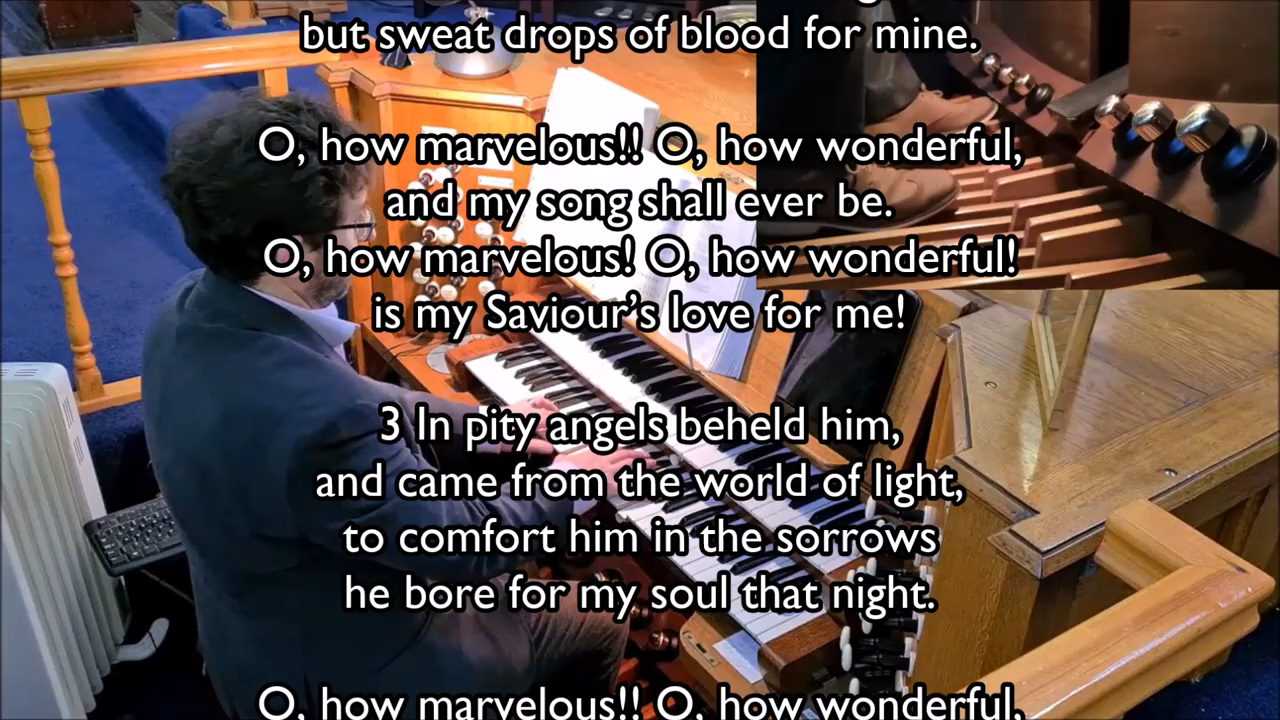 but sweat drops of blood for mine.
O, how marvelous!! O, how wonderful,
and my song shall ever be.
O, how marvelous! O, how wonderful!
is my Saviour's love for me!
3 In pity angels beheld him,
and came from the world of light,
to comfort him in the sorrows
he bore for my soul that night.
O, how marvelous!! O, how wonderful,